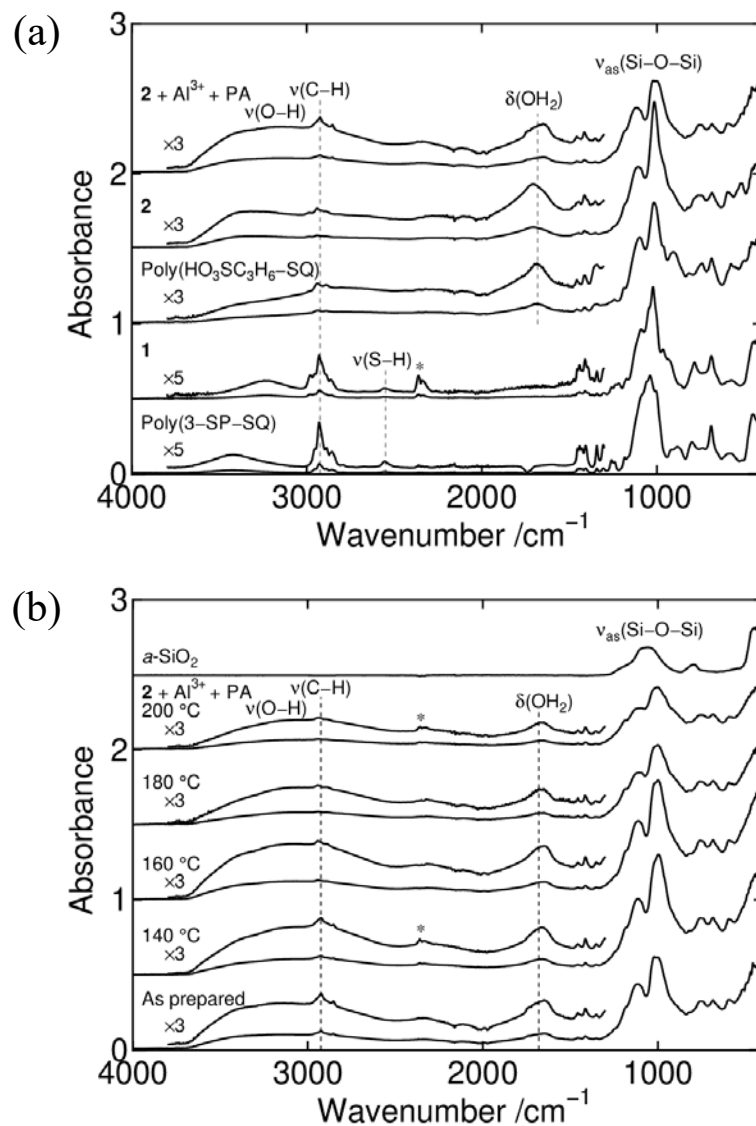 (a)
3
2
1
0
Absorbance
ν(C–H)
ν(O–H)
δ(OH₂)
νas(Si–O–Si)
2 + Al³⁺ + PA
×3
2
×3
Poly(HO₃SC₃H₆–SQ)
×3
1
×5
ν(S–H)
*
Poly(3–SP–SQ)
×5
4000 3000 2000 1000
Wavenumber /cm⁻¹
(b)
3
2
1
0
Absorbance
νas(Si–O–Si)
a-SiO₂
2 + Al³⁺ + PA
ν(C–H)
ν(O–H)
δ(OH₂)
200 °C
×3
*
180 °C
×3
160 °C
×3
140 °C
×3
*
As prepared
×3
4000 3000 2000 1000
Wavenumber /cm⁻¹